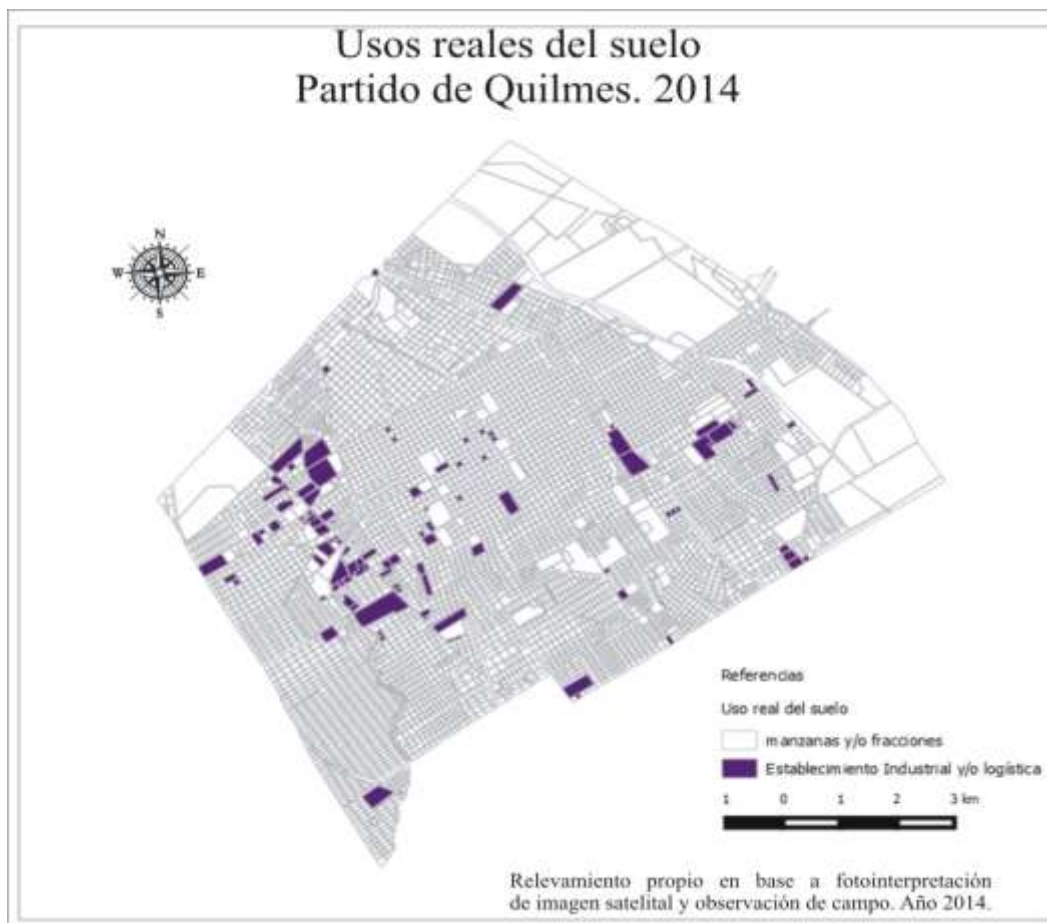 Usos reales del suelo
Partido de Quilmes. 2014
N
W E
S
Referencias
Uso real del suelo
manzanas y/o fracciones
Establecimiento Industrial y/o logística
1 0 1 2 3 km
Relevamiento propio en base a fotointerpretación
de imagen satelital y observación de campo. Año 2014.